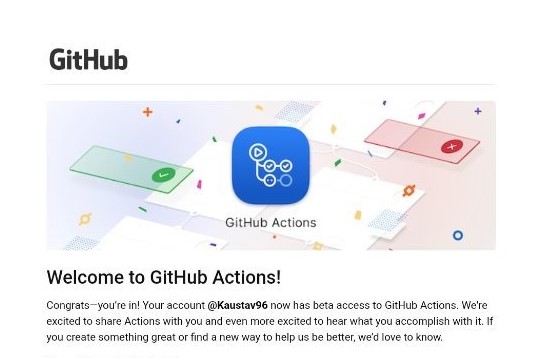 GitHub
GitHub Actions
Welcome to GitHub Actions!
Congrats—you're in! Your account @Kaustav96 now has beta access to GitHub Actions. We're
excited to share Actions with you and even more excited to hear what you accomplish with it. If
you create something great or find a new way to help us be better, we'd love to know.